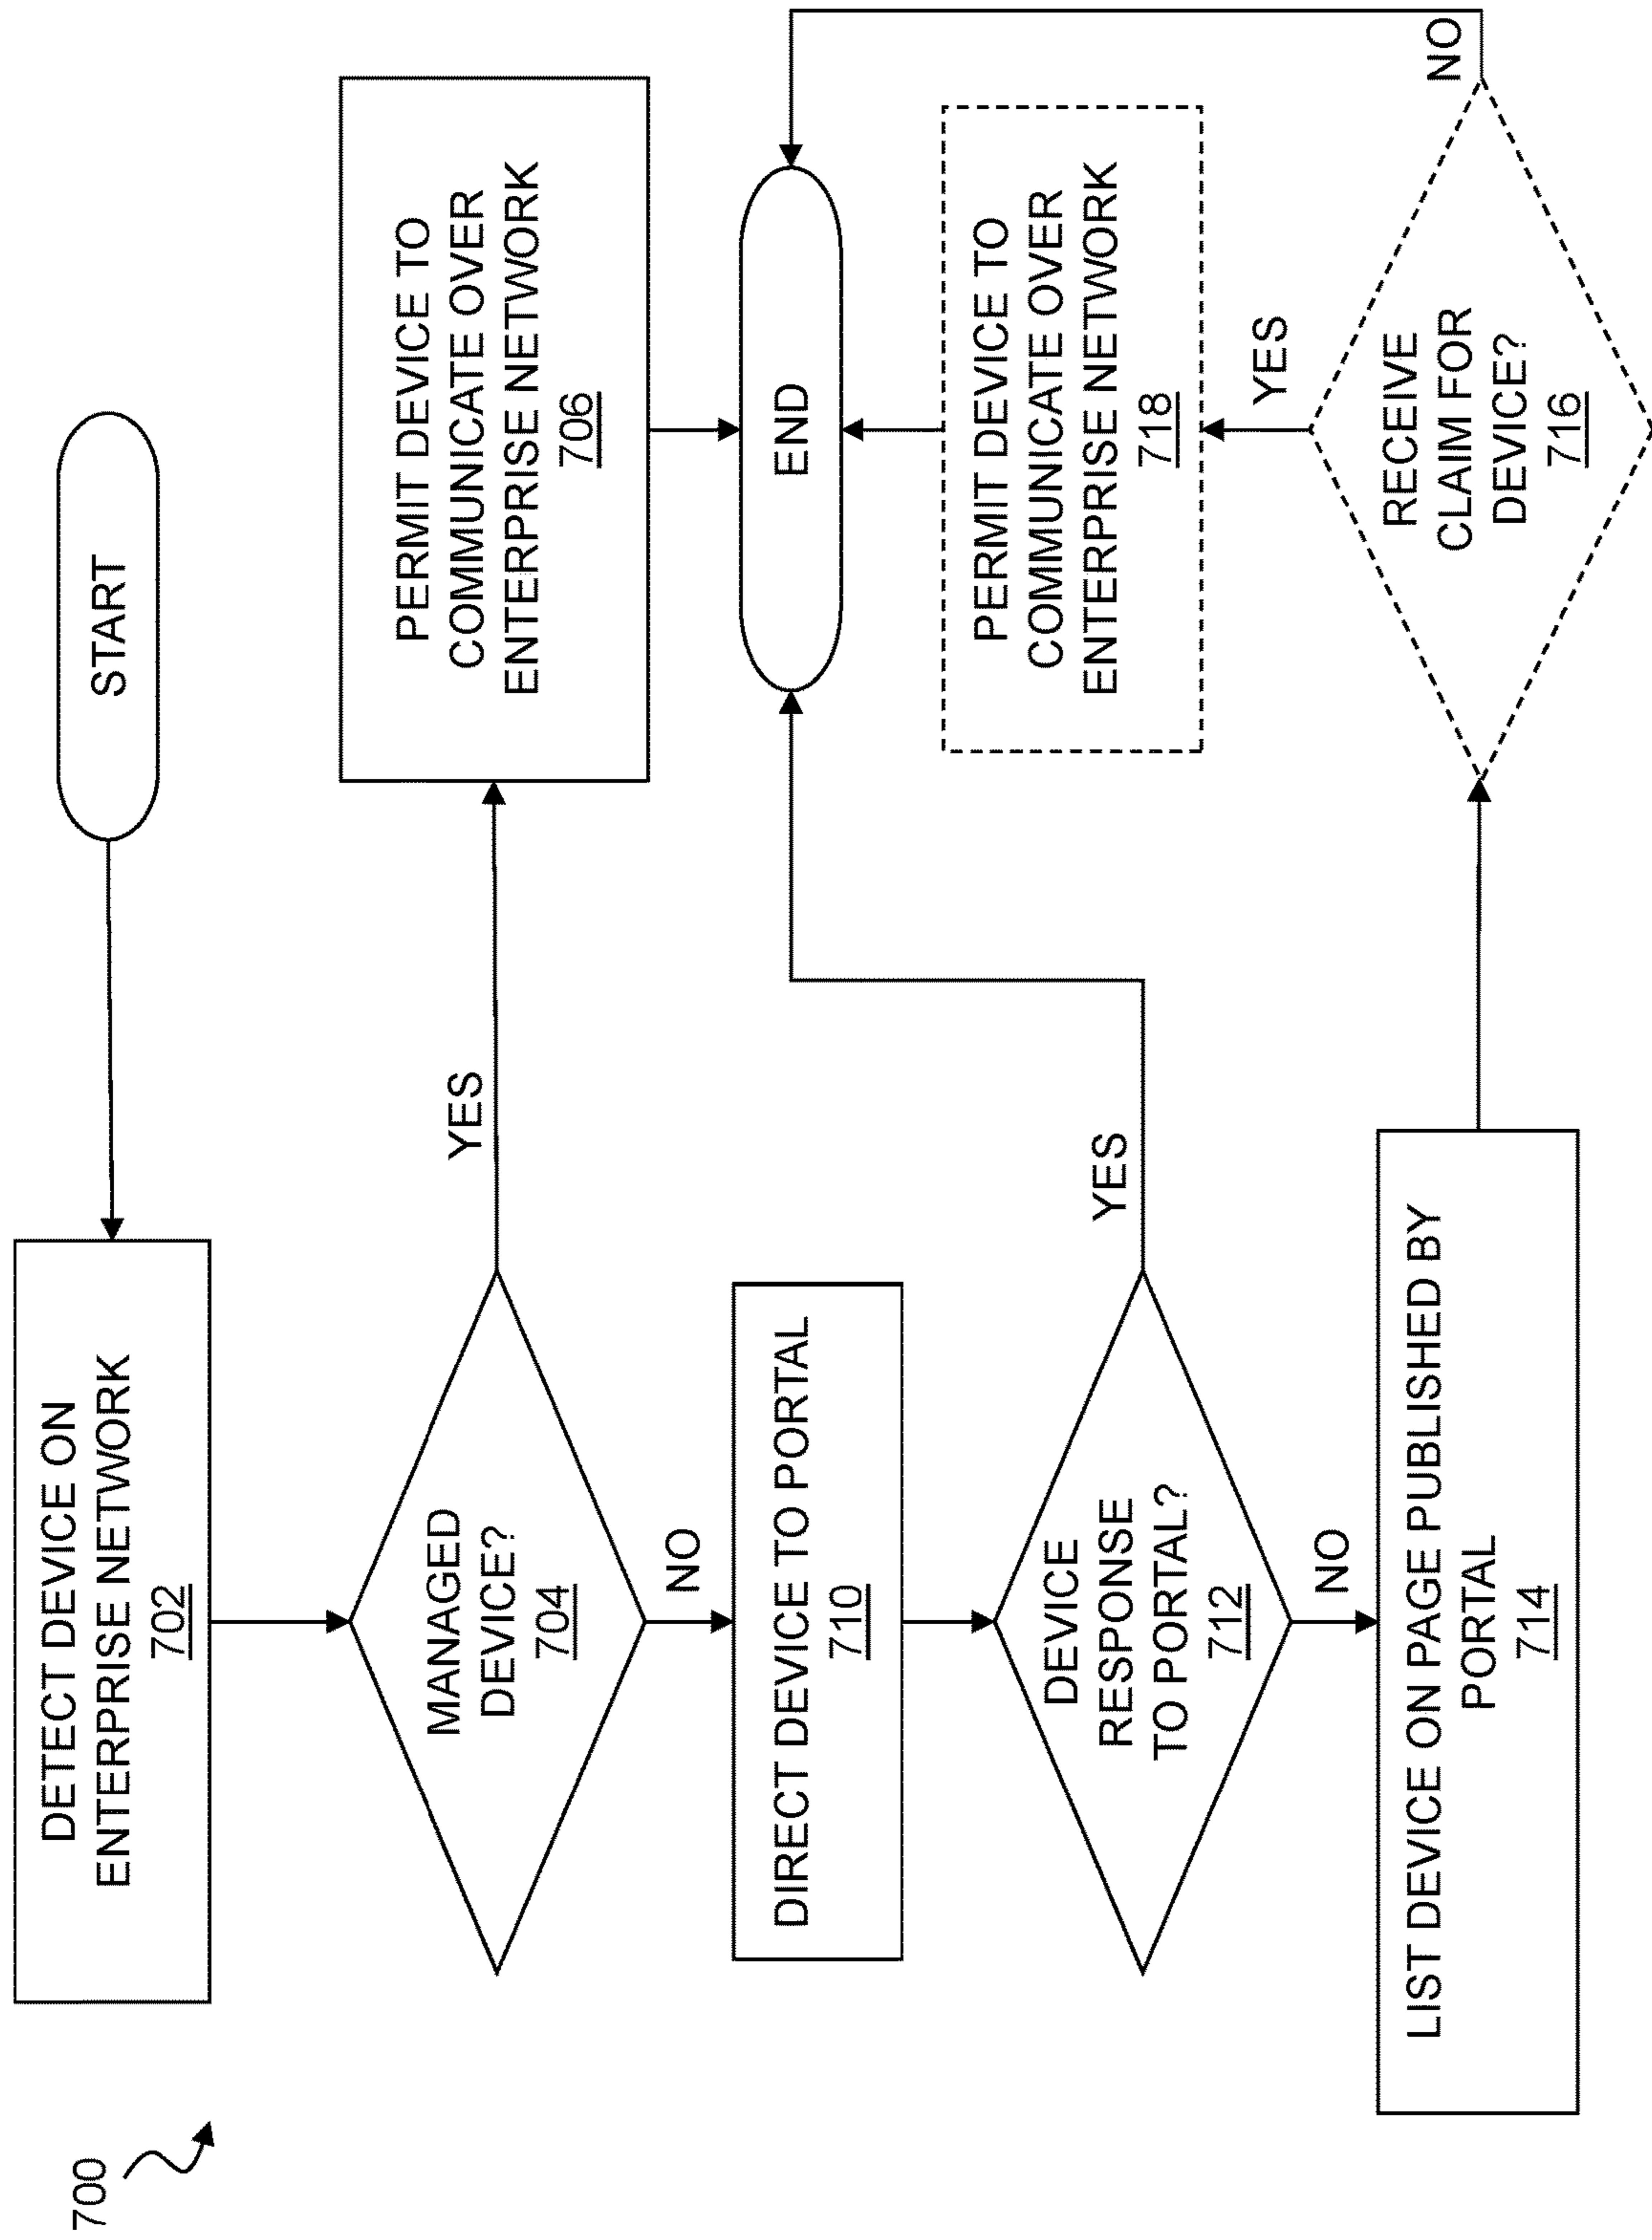 700
START
DETECT DEVICE ON
ENTERPRISE NETWORK
702
MANAGED
DEVICE?
704
YES
PERMIT DEVICE TO
COMMUNICATE OVER
ENTERPRISE NETWORK
706
NO
DIRECT DEVICE TO PORTAL
710
END
DEVICE
RESPONSE
TO PORTAL?
712
YES
PERMIT DEVICE TO
COMMUNICATE OVER
ENTERPRISE NETWORK
718
NO
YES
LIST DEVICE ON PAGE PUBLISHED BY
PORTAL
714
RECEIVE
CLAIM FOR
DEVICE?
716
NO